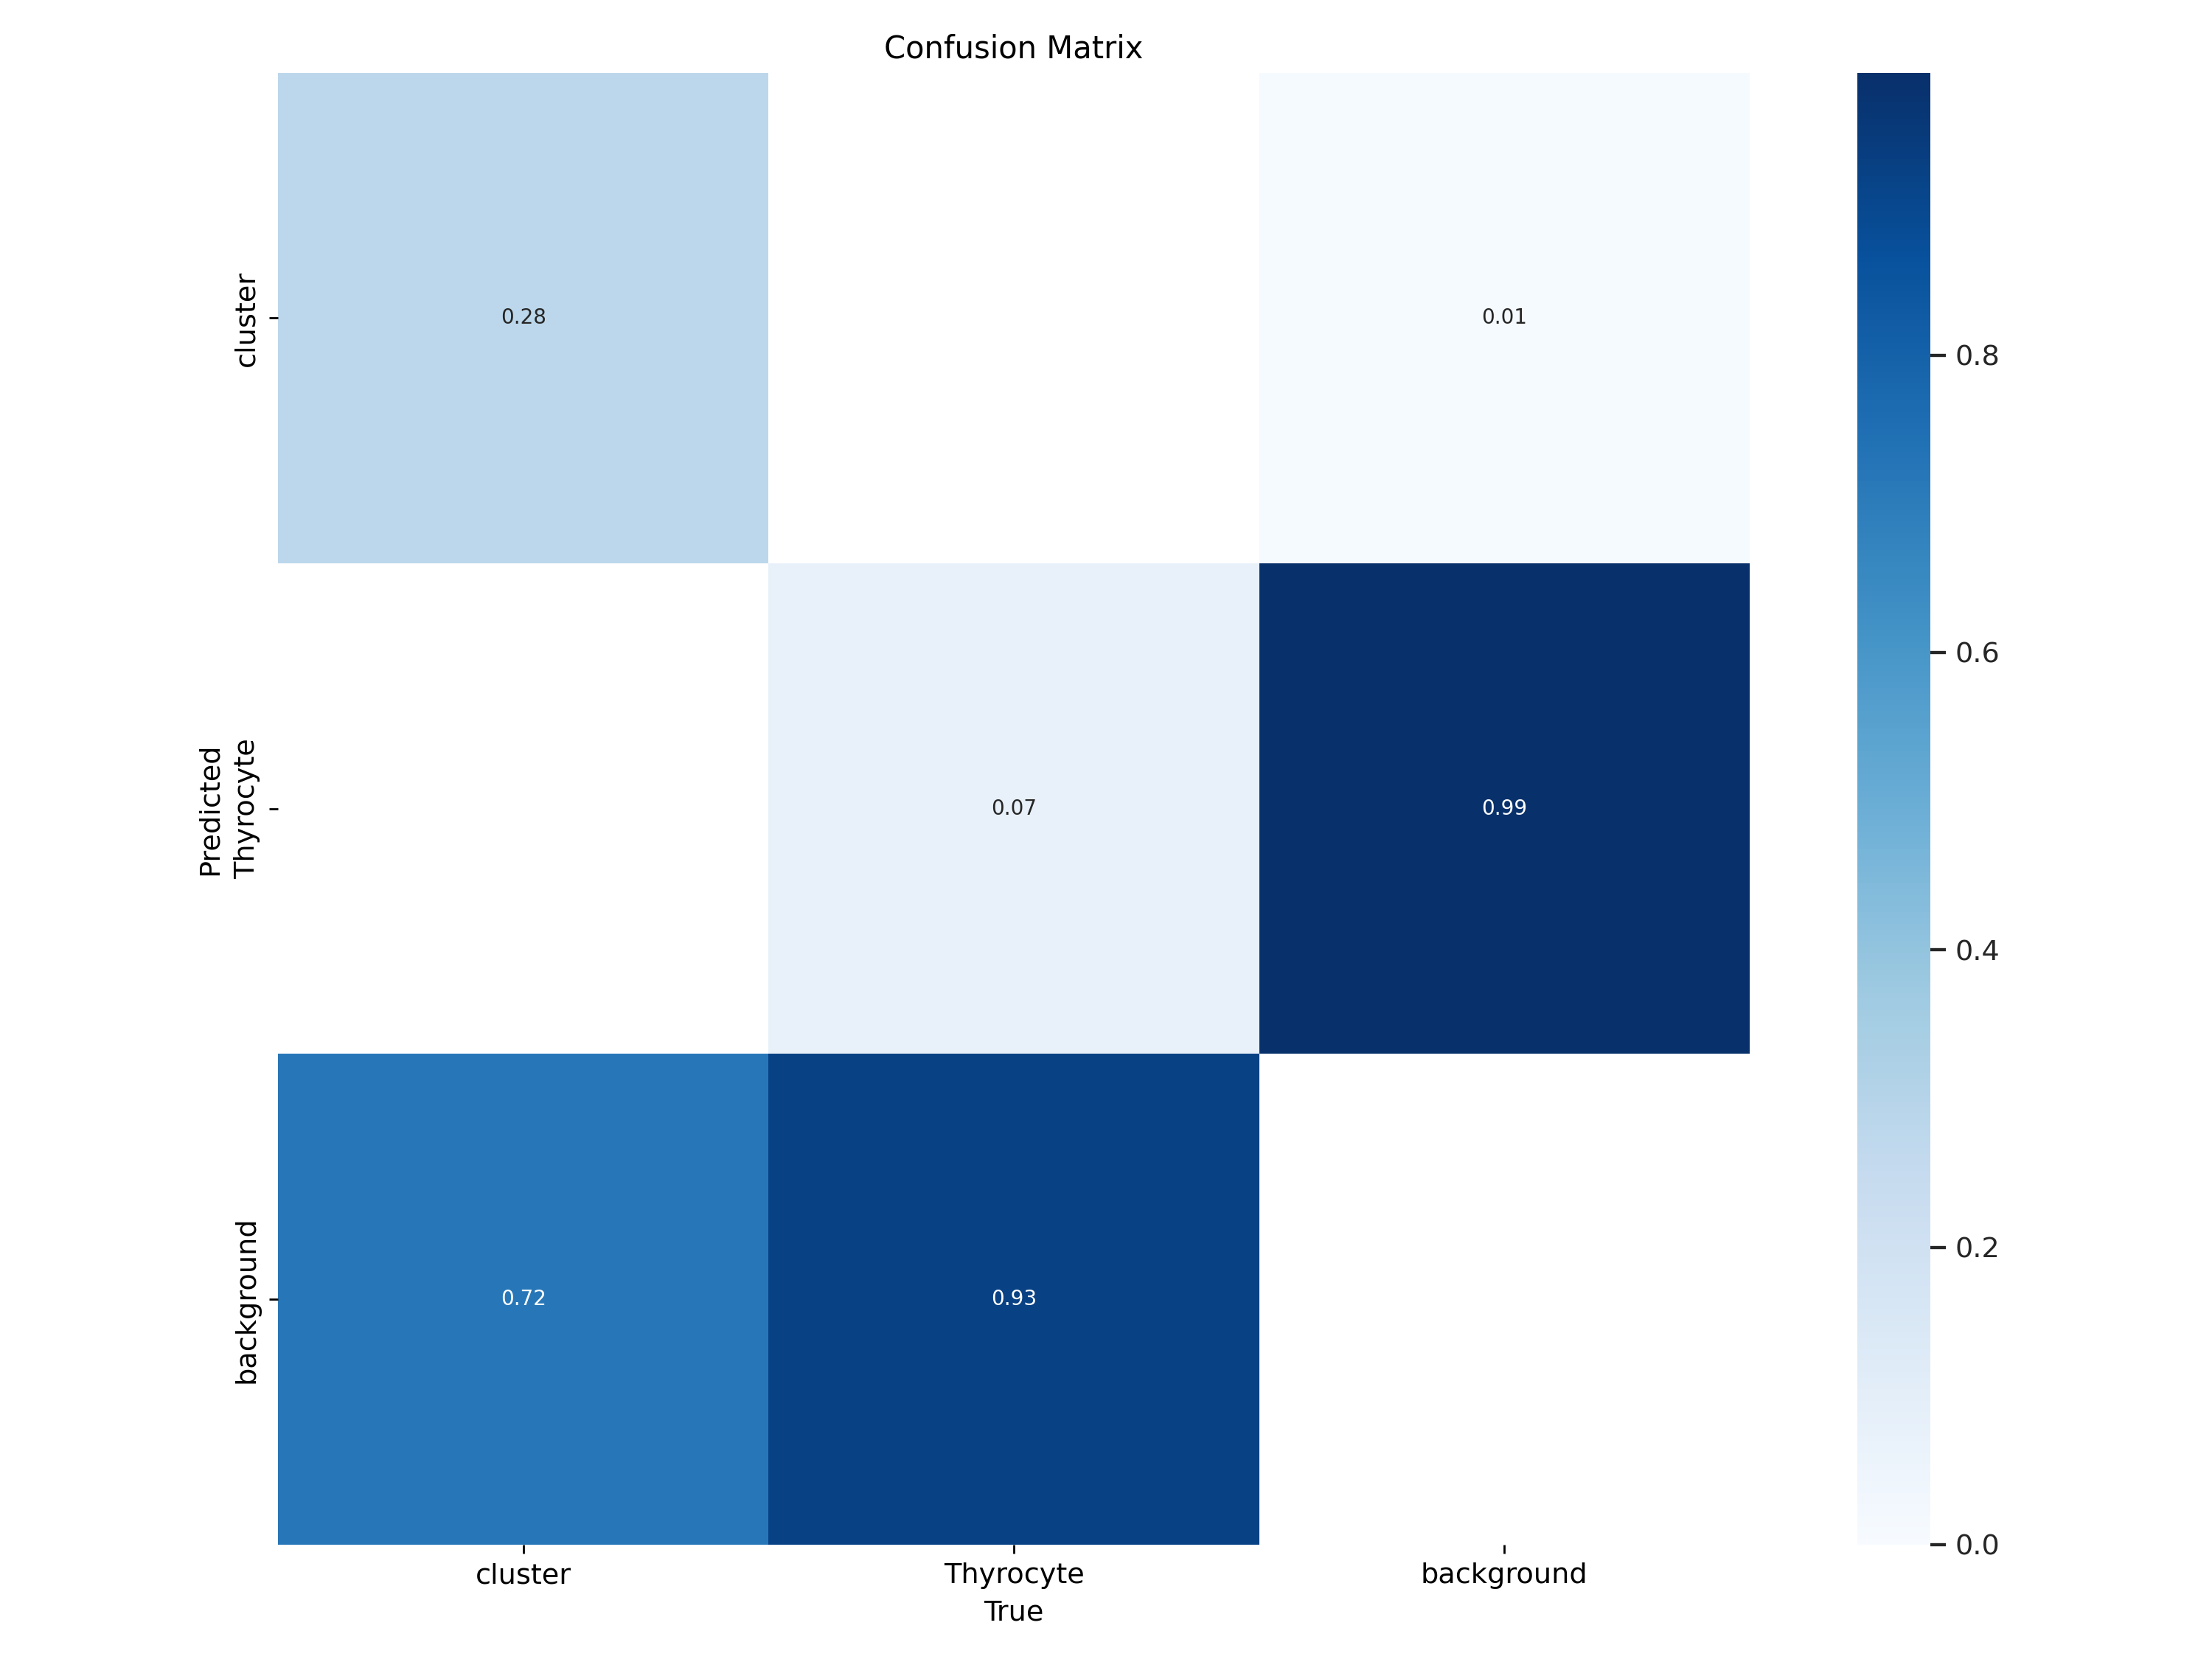 Confusion Matrix
cluster
Predicted
Thyrocyte
background
0.28
0.01
0.07
0.99
0.72
0.93
cluster
Thyrocyte
background
True
0.8
0.6
0.4
0.2
0.0